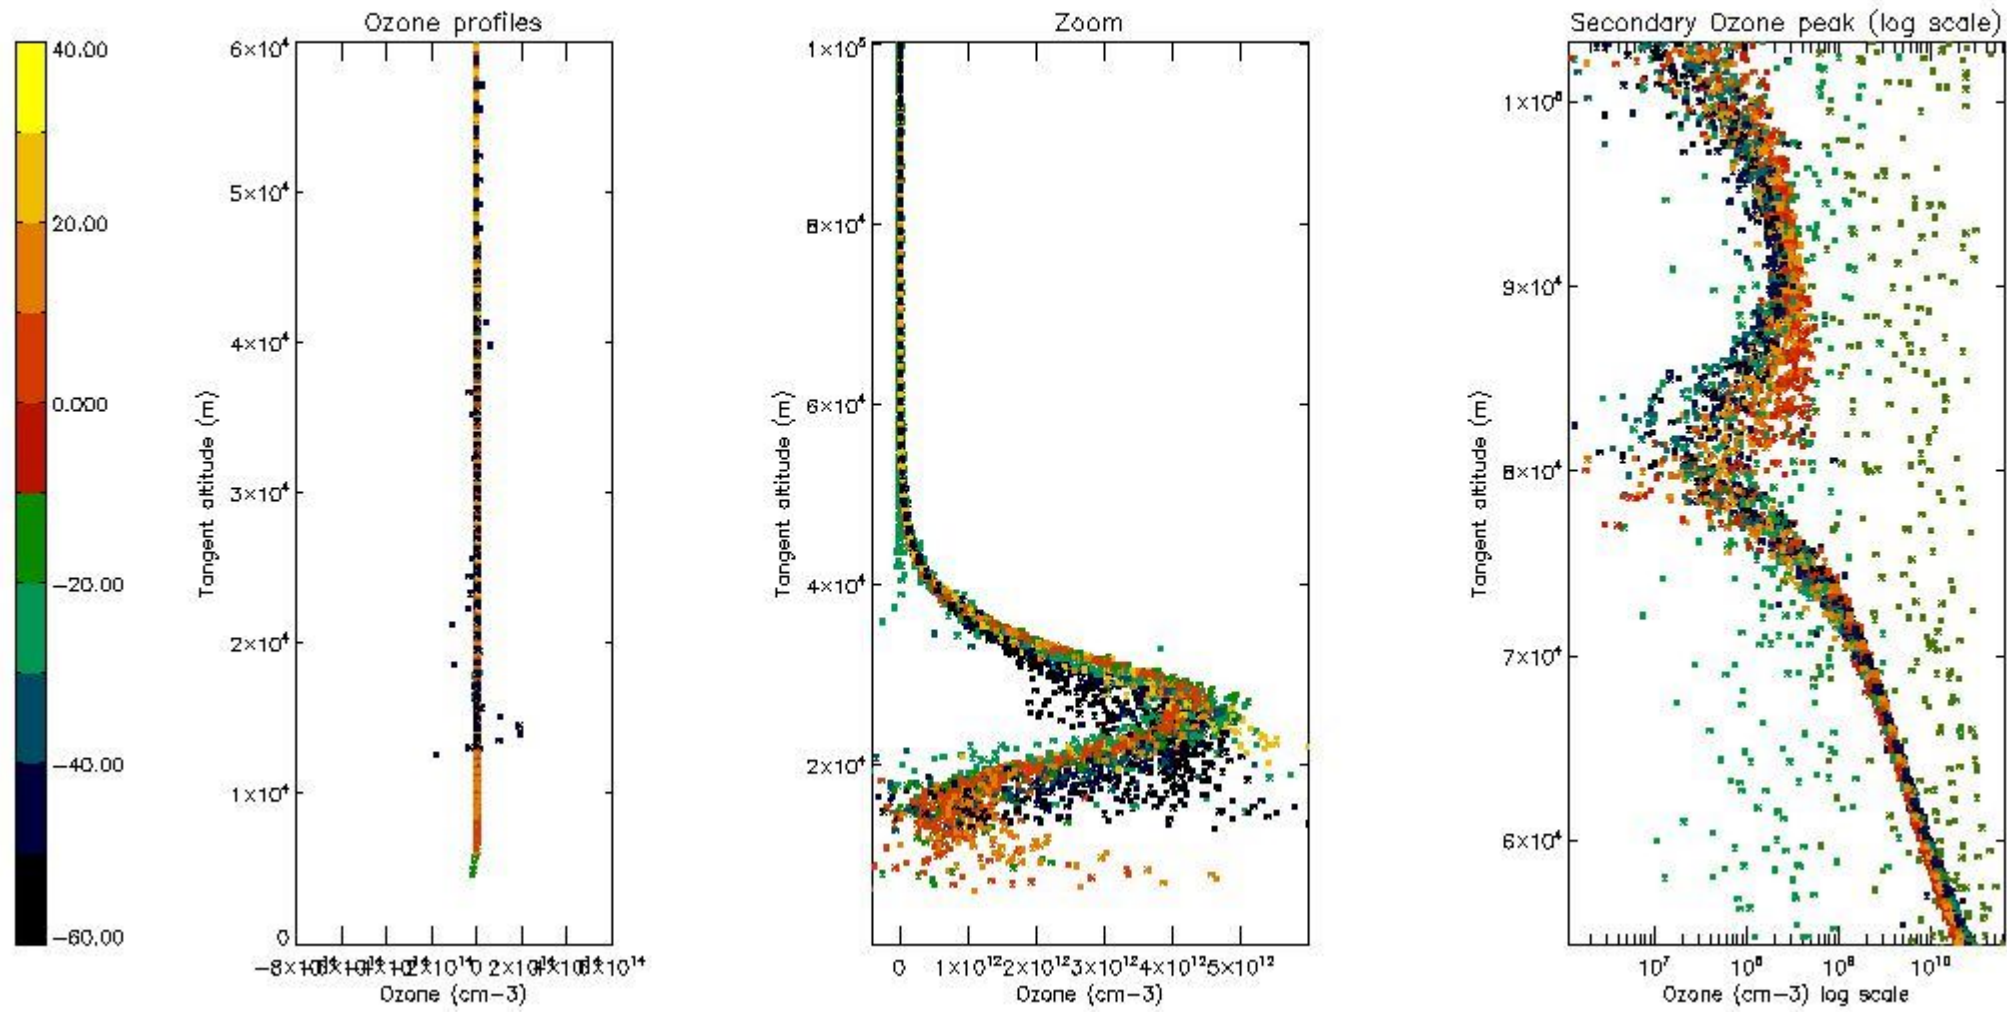 Ozone profiles
Zoom
Secondary Ozone peak (log scale)
40.00
20.00
0.000
−20.00
−40.00
−60.00
6×10⁴
5×10⁴
4×10⁴
3×10⁴
2×10⁴
1×10⁴
0
Tangent altitude (m)
0 2×10¹⁴
Ozone (cm−3)
1×10⁵
8×10⁴
6×10⁴
4×10⁴
2×10⁴
Tangent altitude (m)
0 1×10¹² 2×10¹² 3×10¹² 4×10¹² 5×10¹²
Ozone (cm−3)
1×10⁵
9×10⁴
8×10⁴
7×10⁴
6×10⁴
Tangent altitude (m)
10⁷ 10⁸ 10⁹ 10¹⁰
Ozone (cm−3) log scale